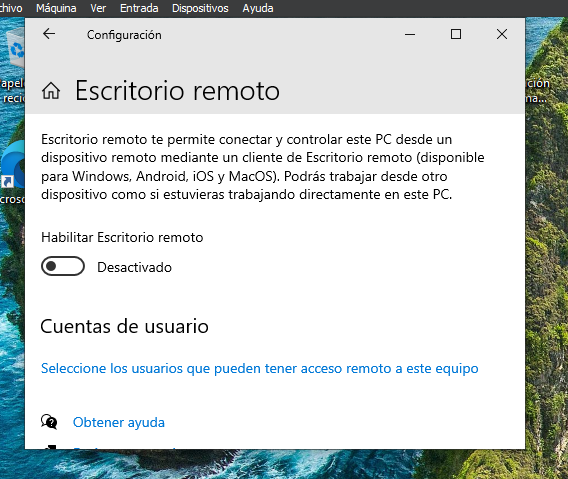 chivo Máquina Ver Entrada Dispositivos Ayuda
Configuración
Escritorio remoto
Escritorio remoto te permite conectar y controlar este PC desde un
dispositivo remoto mediante un cliente de Escritorio remoto (disponible
para Windows, Android, iOS y MacOS). Podrás trabajar desde otro
dispositivo como si estuvieras trabajando directamente en este PC.
Habilitar Escritorio remoto
Desactivado
Cuentas de usuario
Seleccione los usuarios que pueden tener acceso remoto a este equipo
Obtener ayuda
apel
reci
cros
ción
ma...